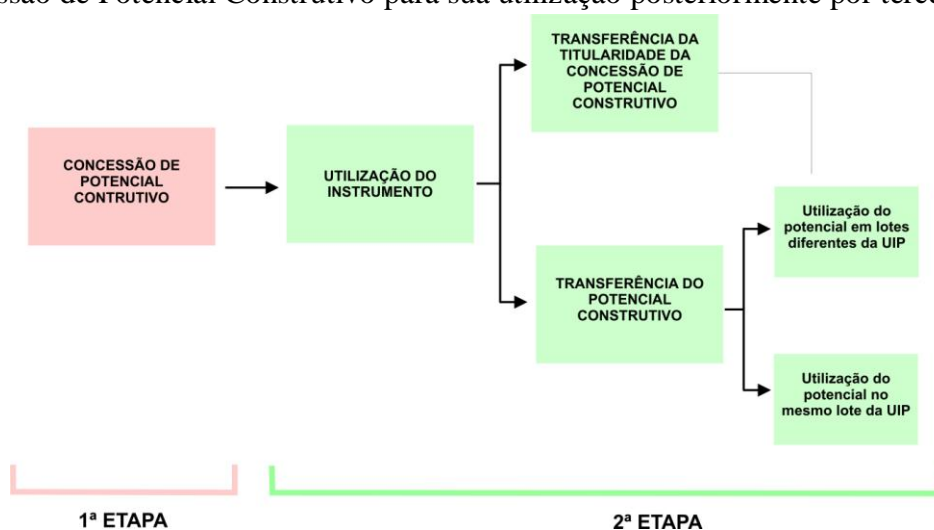 ssão de Potencial Construtivo para sua utilização posteriormente por terce
TRANSFERÊNCIA DA
TITULARIDADE DA
CONCESSÃO DE
POTENCIAL
CONSTRUTIVO
CONCESSÃO DE
POTENCIAL
CONTRUTIVO
UTILIZAÇÃO DO
INSTRUMENTO
Utilização do
potencial em lotes
diferentes da UIP
TRANSFERÊNCIA DO
POTENCIAL
CONSTRUTIVO
Utilização do
potencial no
mesmo lote da UIP
1ª ETAPA
2ª ETAPA